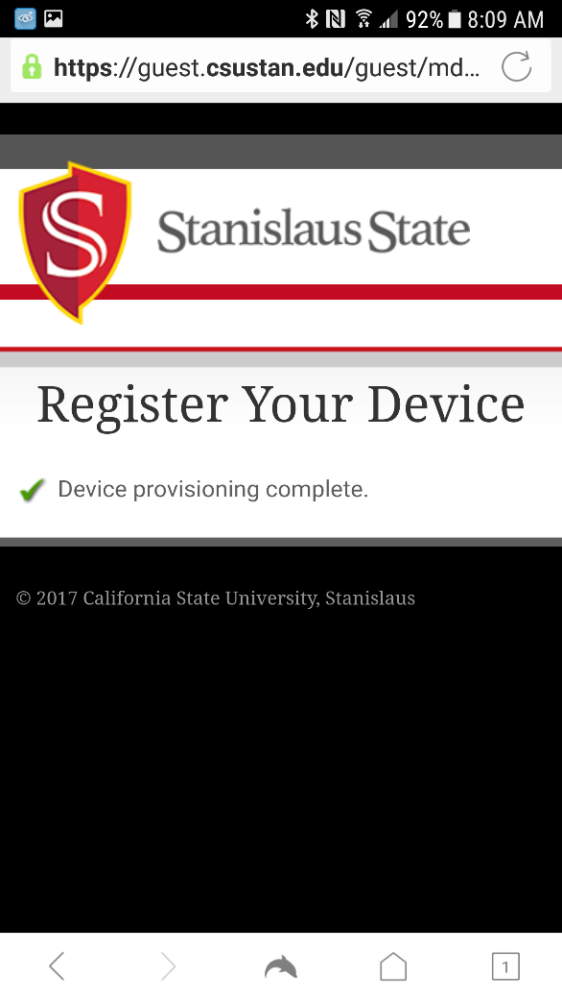 92% 8:09 AM
https://guest.csustan.edu/guest/md...
S
Stanislaus State
Register Your Device
Device provisioning complete.
© 2017 California State University, Stanislaus
1